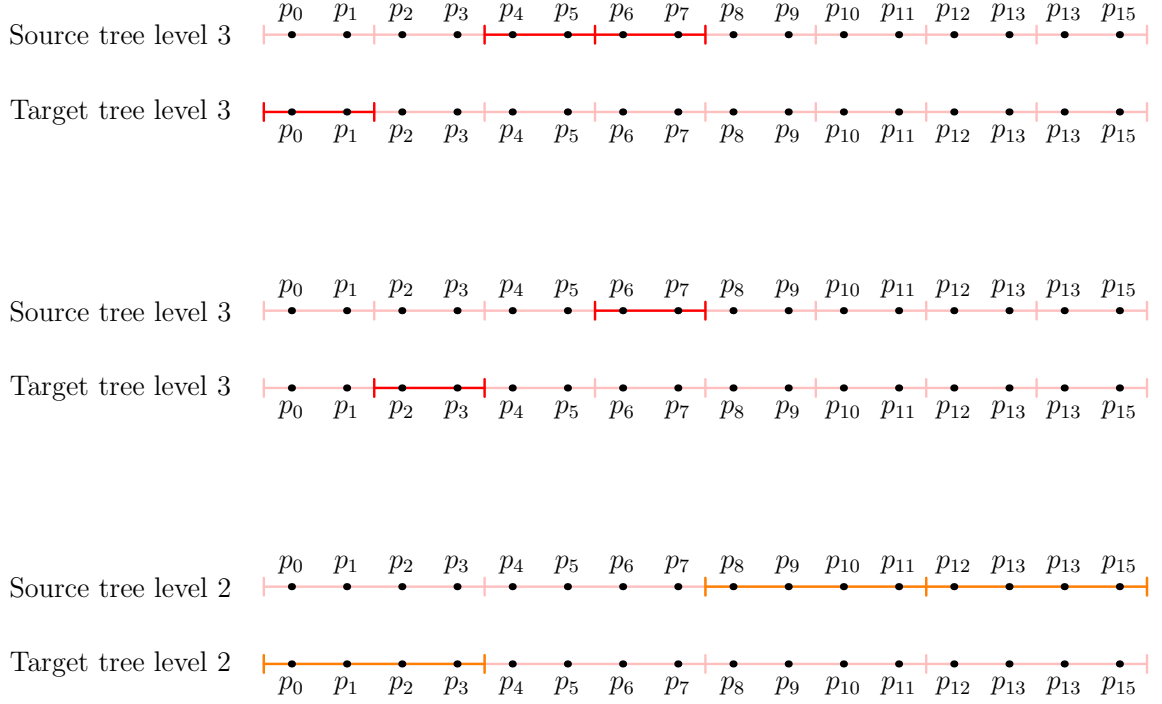 p0 p1 p2 p3 p4 p5 p6 p7 p8 p9 p10 p11 p12 p13 p13 p15
Source tree level 3
Target tree level 3
p0 p1 p2 p3 p4 p5 p6 p7 p8 p9 p10 p11 p12 p13 p13 p15
p0 p1 p2 p3 p4 p5 p6 p7 p8 p9 p10 p11 p12 p13 p13 p15
Source tree level 3
Target tree level 3
p0 p1 p2 p3 p4 p5 p6 p7 p8 p9 p10 p11 p12 p13 p13 p15
p0 p1 p2 p3 p4 p5 p6 p7 p8 p9 p10 p11 p12 p13 p13 p15
Source tree level 2
Target tree level 2
p0 p1 p2 p3 p4 p5 p6 p7 p8 p9 p10 p11 p12 p13 p13 p15